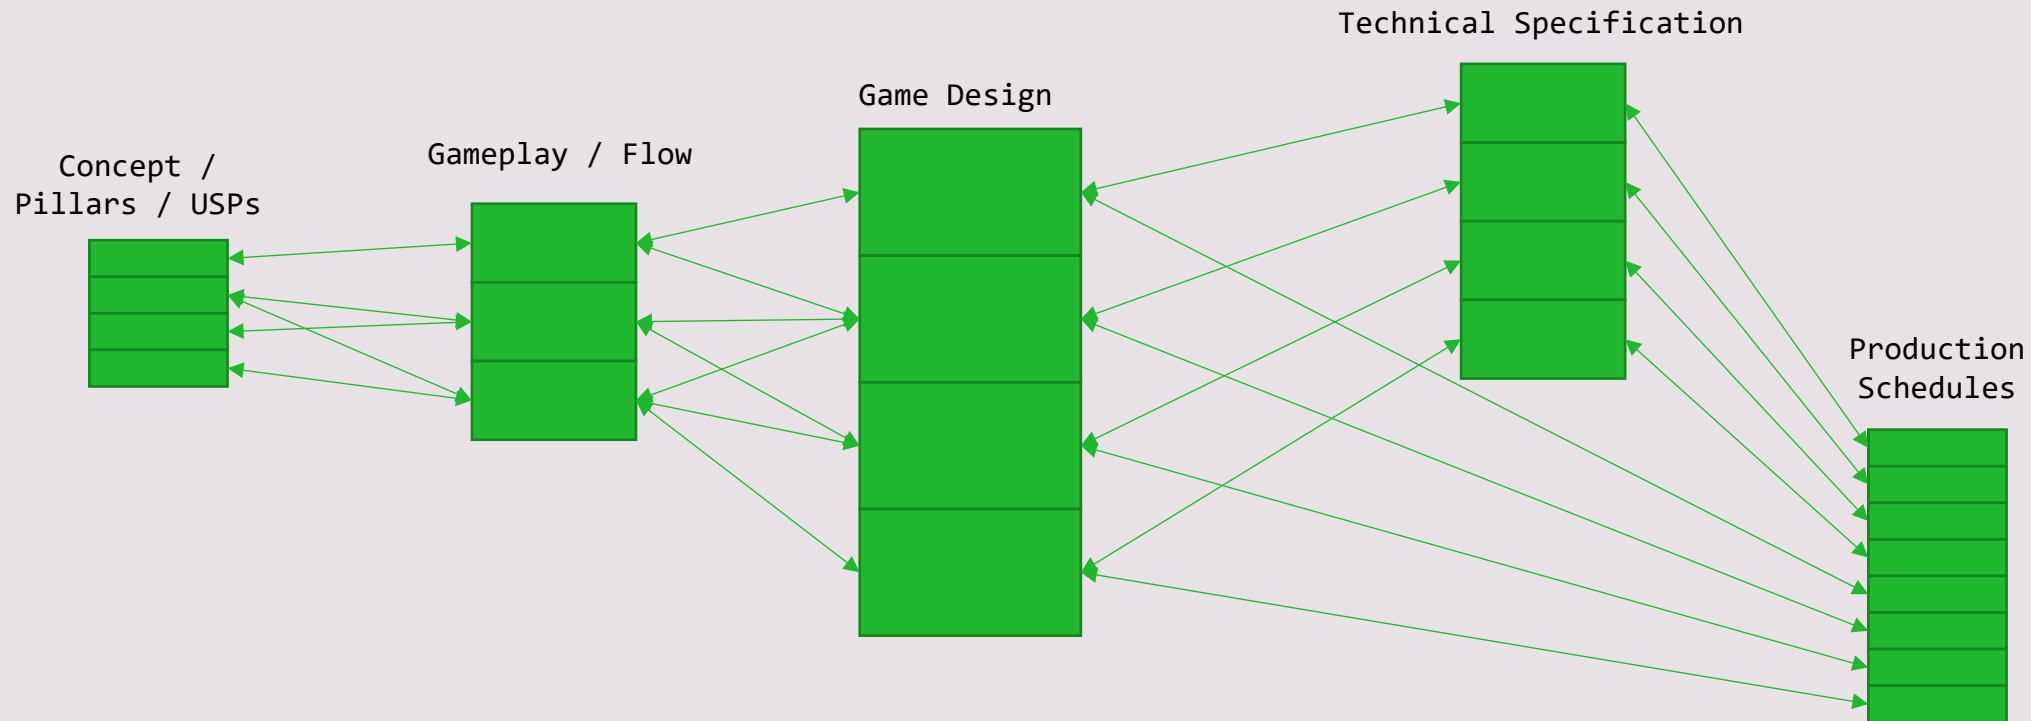 Concept /
Pillars / USPs
Gameplay / Flow
Game Design
Technical Specification
Production
Schedules